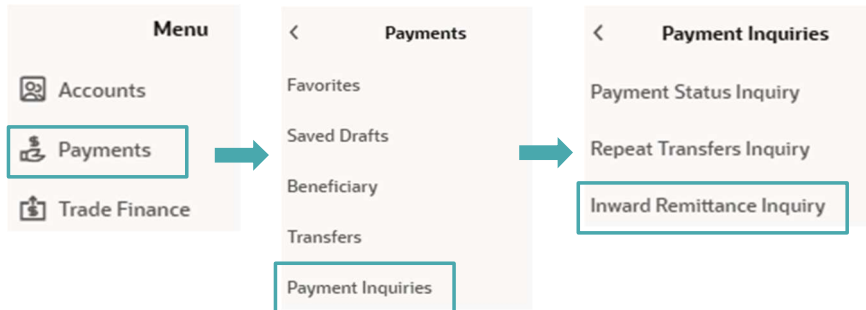 Menu
Accounts
Payments
Trade Finance
Payments
Favorites
Saved Drafts
Beneficiary
Transfers
Payment Inquiries
Payment Inquiries
Payment Status Inquiry
Repeat Transfers Inquiry
Inward Remittance Inquiry